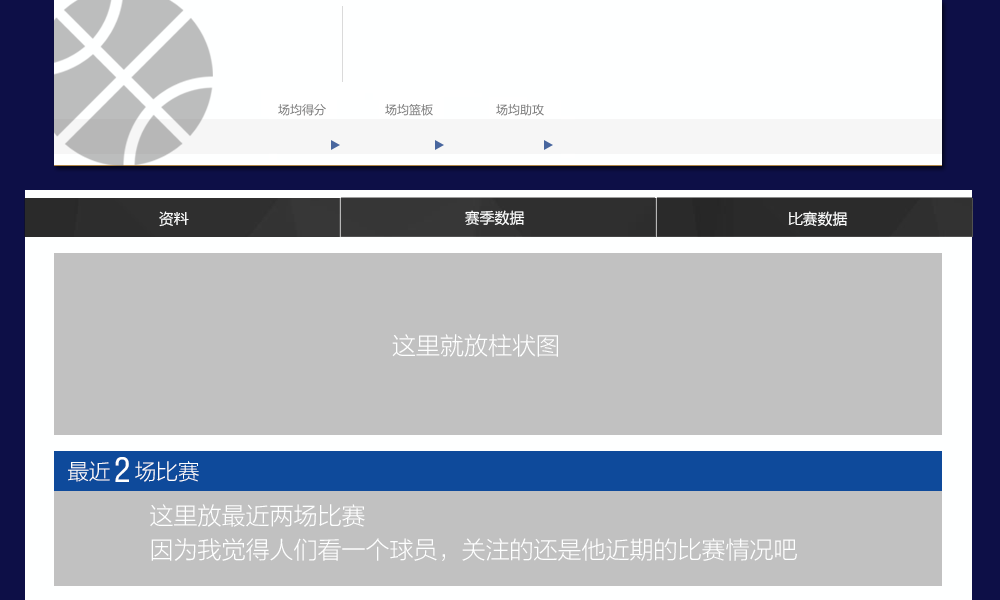 场均得分 场均篮板 场均助攻
资料 赛季数据 比赛数据
这里就放柱状图
最近2场比赛
这里放最近两场比赛
因为我觉得人们看一个球员，关注的还是他近期的比赛情况吧